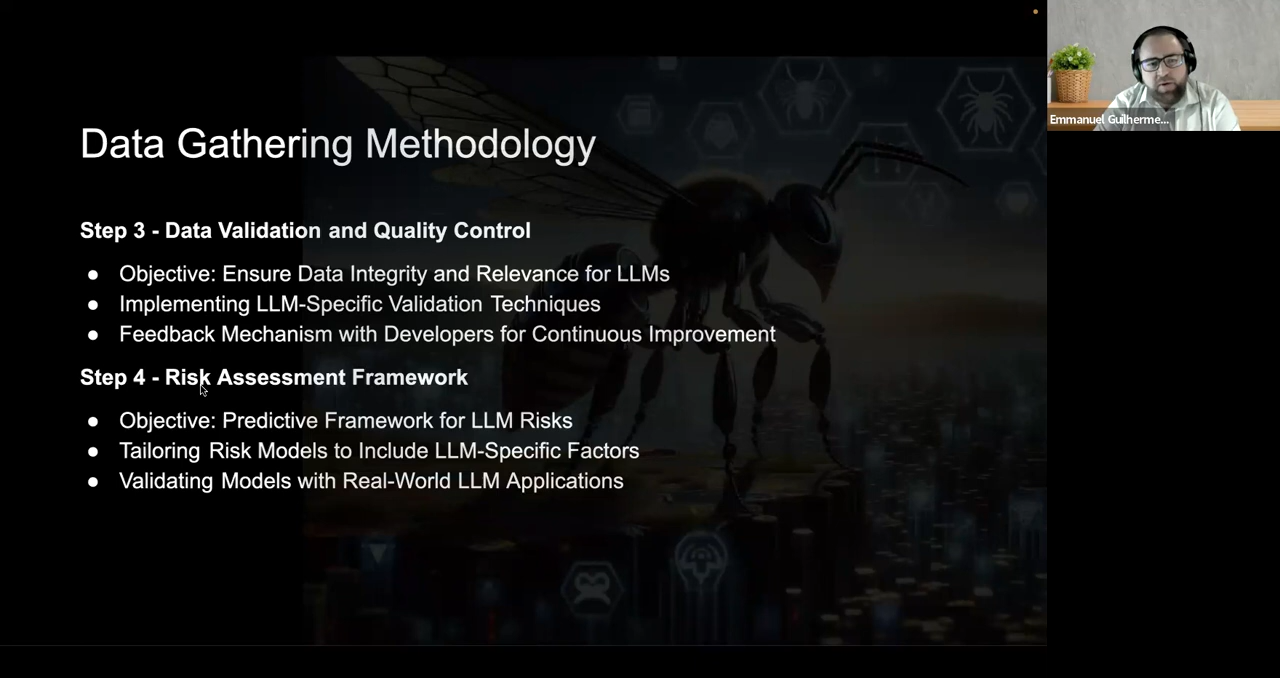 Data Gathering Methodology
Step 3 - Data Validation and Quality Control
● Objective: Ensure Data Integrity and Relevance for LLMs
● Implementing LLM-Specific Validation Techniques
● Feedback Mechanism with Developers for Continuous Improvement
Step 4 - Risk Assessment Framework
● Objective: Predictive Framework for LLM Risks
● Tailoring Risk Models to Include LLM-Specific Factors
● Validating Models with Real-World LLM Applications
Emmanuel Guilherme...